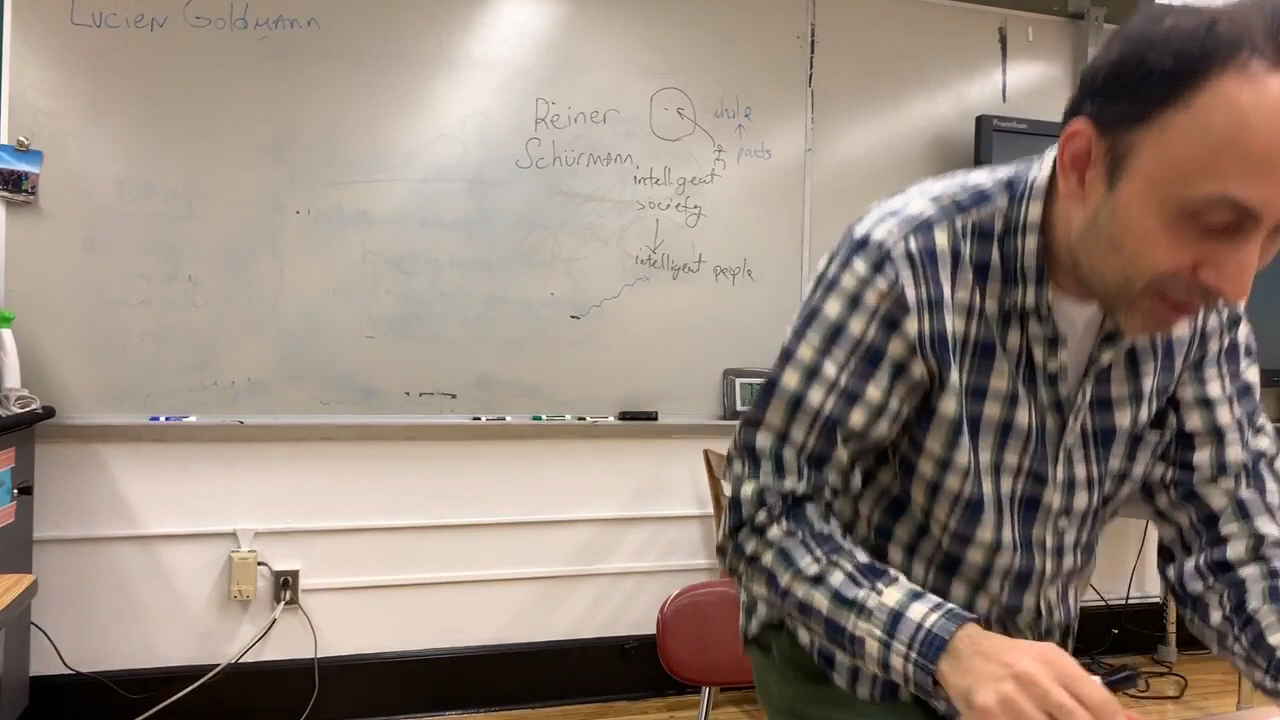 Lucien Goldmann
Reiner
Schürmann
whole
parts
intelligent
society
intelligent people
Promethean